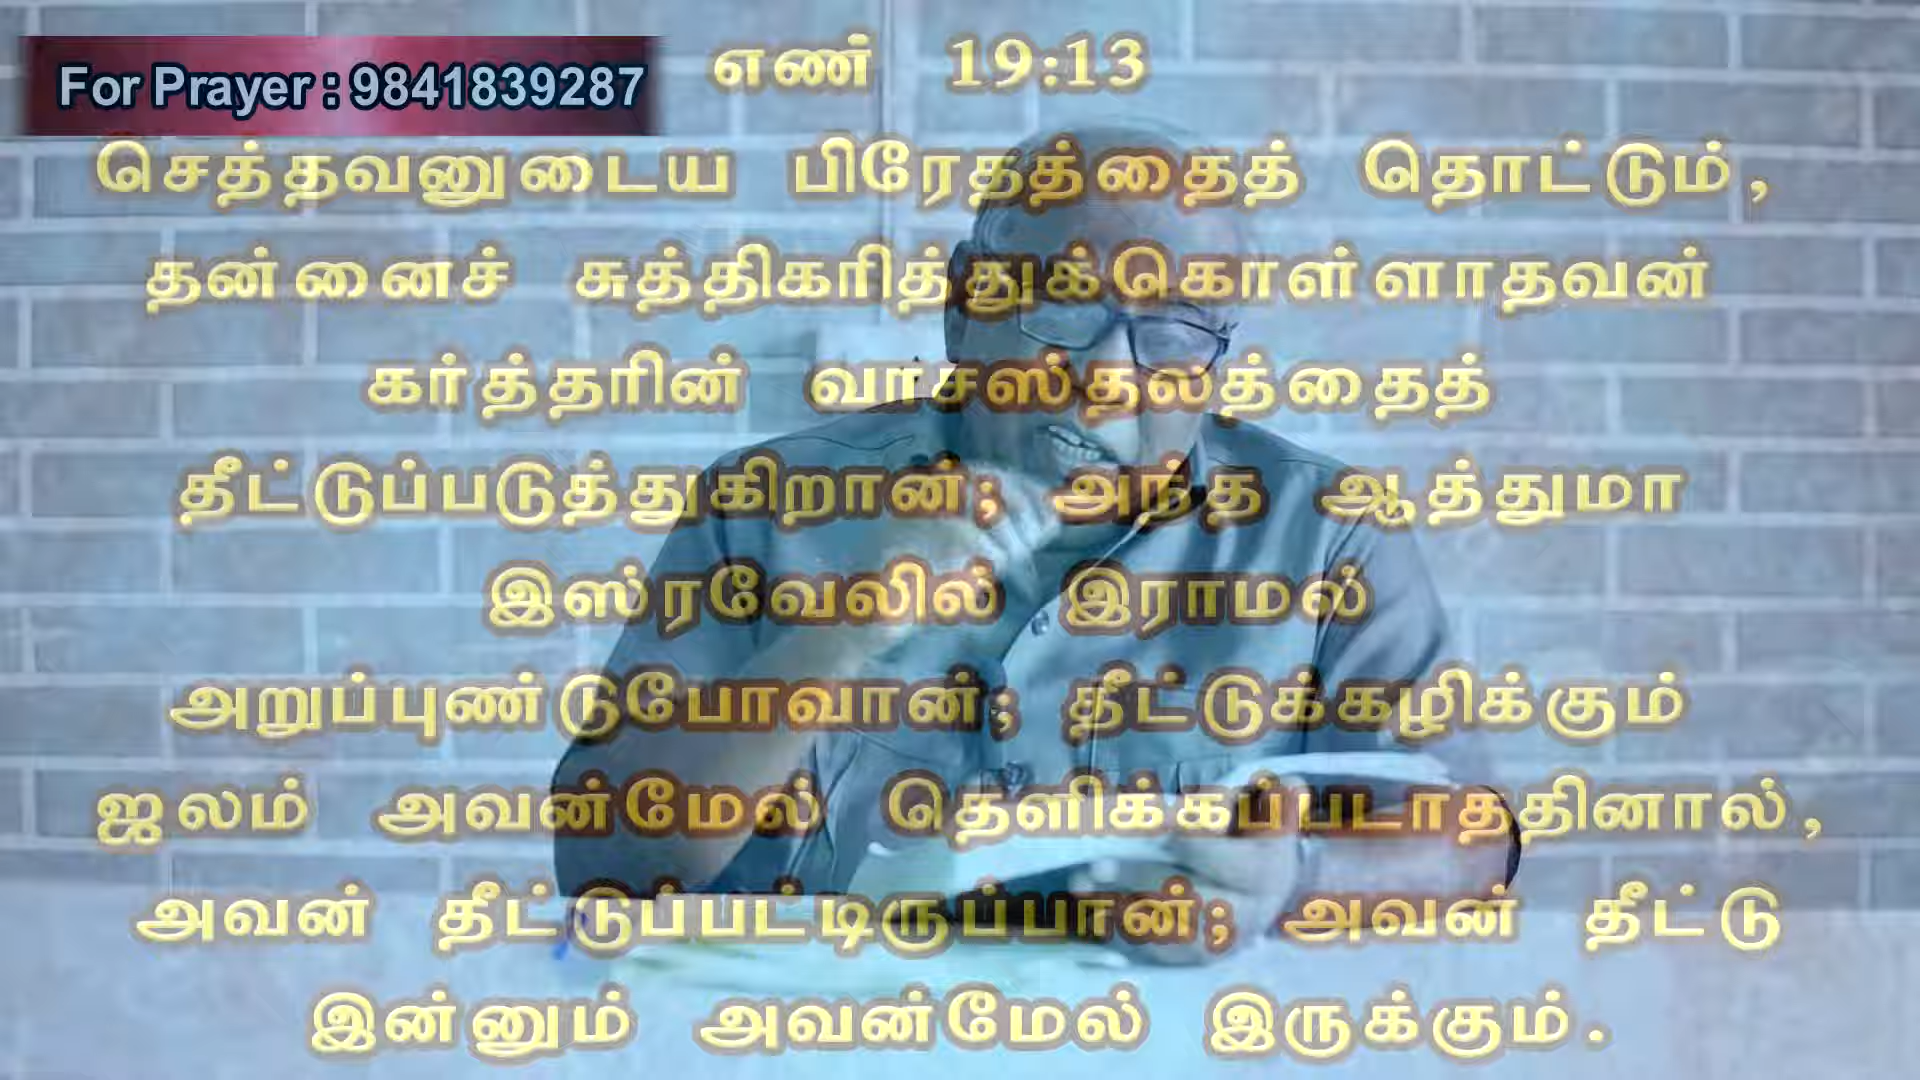 For Prayer : 9841839287
எண் 19:13
செத்தவனுடைய பிரேதத்தைத் தொட்டும்,
தன்னைச் சுத்திகரித்துக்கொள்ளாதவன்
கர்த்தரின் வாசஸ்தலத்தைத்
தீட்டுப்படுத்துகிறான்; அந்த ஆத்துமா
இஸ்ரவேலில் இராமல்
அறுப்புண்டுபோவான்; தீட்டுக்கழிக்கும்
ஜலம் அவன்மேல் தெளிக்கப்படாததினால்,
அவன் தீட்டுப்பட்டிருப்பான்; அவன் தீட்டு
இன்னும் அவன்மேல் இருக்கும்.